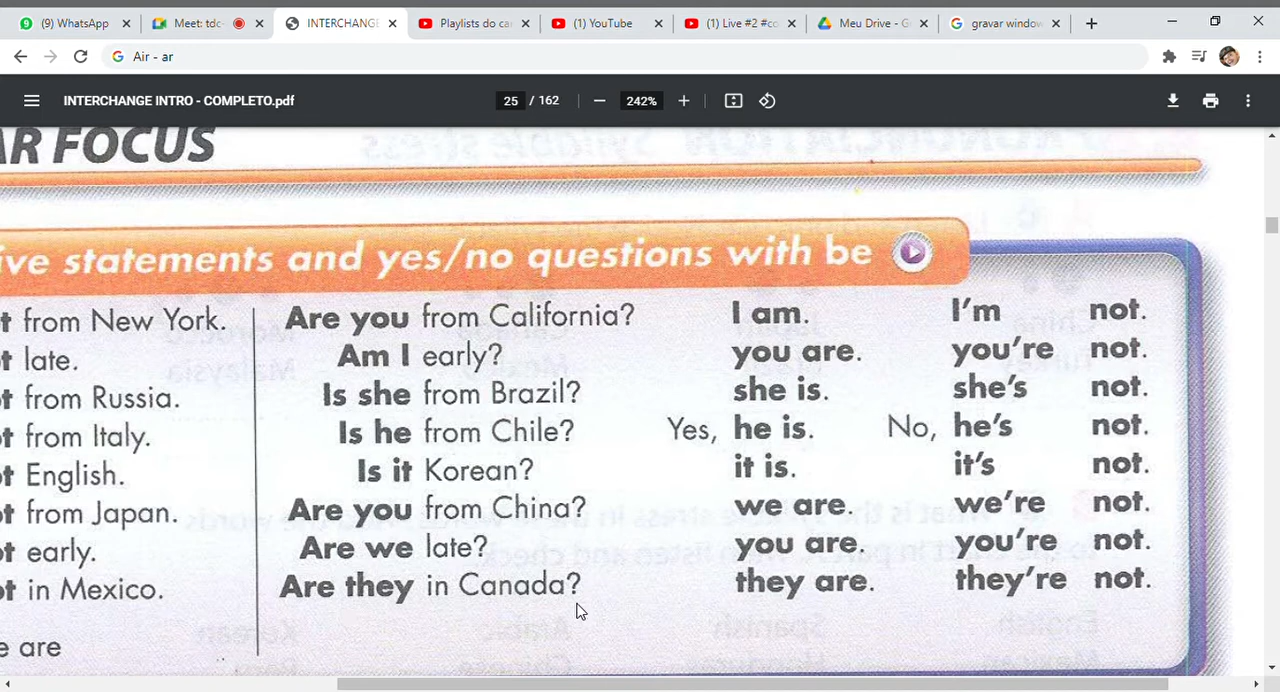 (9) WhatsApp
Meet: tdc-
INTERCHANGE
Playlists do ca
(1) YouTube
(1) Live #2 #co
Meu Drive - G
gravar window
Air - ar
INTERCHANGE INTRO - COMPLETO.pdf
25 / 162
242%
AR FOCUS
ive statements and yes/no questions with be
t from New York. Are you from California? I am. I'm not.
t late. Am I early? you are. you're not.
t from Russia. Is she from Brazil? she is. she's not.
t from Italy. Is he from Chile? Yes, he is. No, he's not.
t English. Is it Korean? it is. it's not.
t from Japan. Are you from China? we are. we're not.
t early. Are we late? you are. you're not.
t in Mexico. Are they in Canada? they are. they're not.
e are